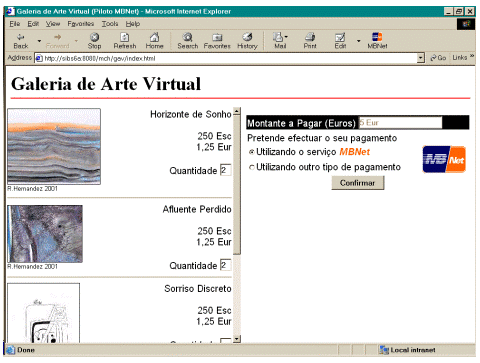 Galeria de Arte Virtual (Piloto MBNet) - Microsoft Internet Explorer
File Edit View Favorites Tools Help
Back Forward Stop Refresh Home Search Favorites History Mail Print Edit MBNet
Address http://sibs6a:8080/mch/gav/index.html Go Links »
Galeria de Arte Virtual
Horizonte de Sonho
250 Esc
1,25 Eur
Quantidade 2
R.Hernandez 2001
Afluente Perdido
250 Esc
1,25 Eur
Quantidade 2
R.Hernandez 2001
Sorriso Discreto
250 Esc
1,25 Eur
Montante a Pagar (Euros) 5 Eur
Pretende efectuar o seu pagamento
Utilizando o serviço MBNet
Utilizando outro tipo de pagamento
MB Net
Confirmar
Done Local intranet